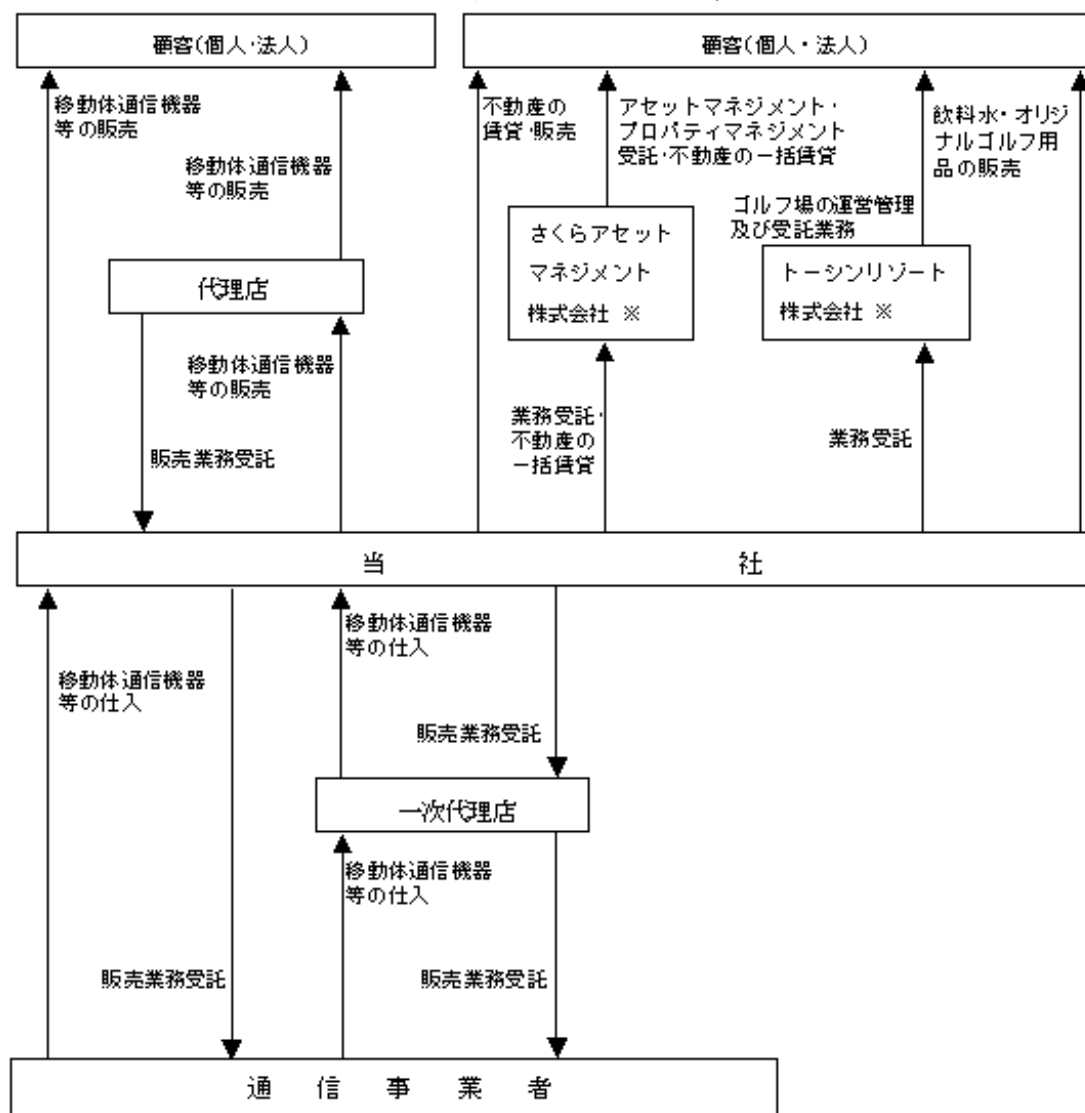 顧客(個人・法人)
顧客(個人・法人)
移動体通信機器
等の販売
移動体通信機器
等の販売
不動産の
賃貸・販売
アセットマネジメント・
プロパティマネジメント
受託・不動産の一括賃貸
飲料水・オリジ
ナルゴルフ用
品の販売
ゴルフ場の運営管理
及び受託業務
代理店
さくらアセット
マネジメント
株式会社 ※
トーシンリゾート
株式会社 ※
移動体通信機器
等の販売
販売業務受託
業務受託・
不動産の
一括賃貸
業務受託
当 社
移動体通信機器
等の仕入
移動体通信機器
等の仕入
販売業務受託
一次代理店
移動体通信機器
等の仕入
販売業務受託
販売業務受託
通 信 事 業 者